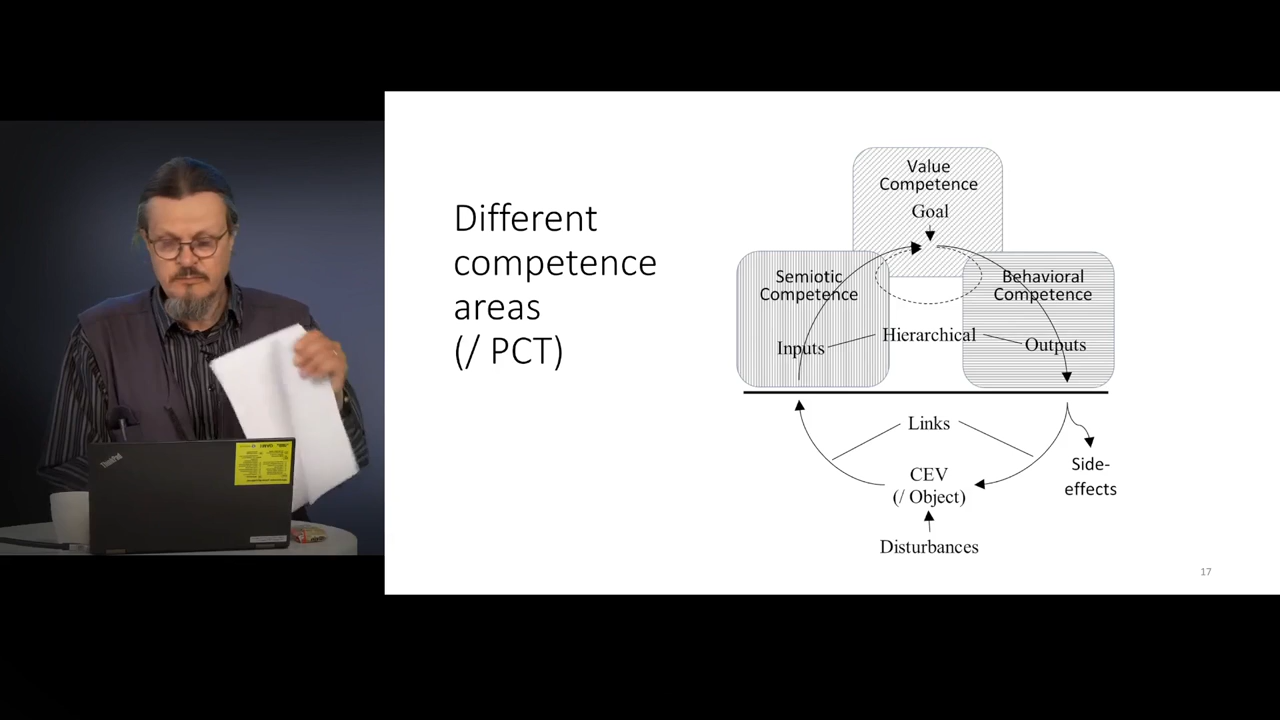 Different
competence
areas
(/ PCT)
Value
Competence
Goal
Semiotic
Competence
Behavioral
Competence
Hierarchical
Inputs
Outputs
Links
CEV
(/ Object)
Side-
effects
Disturbances
17
ThinkPad